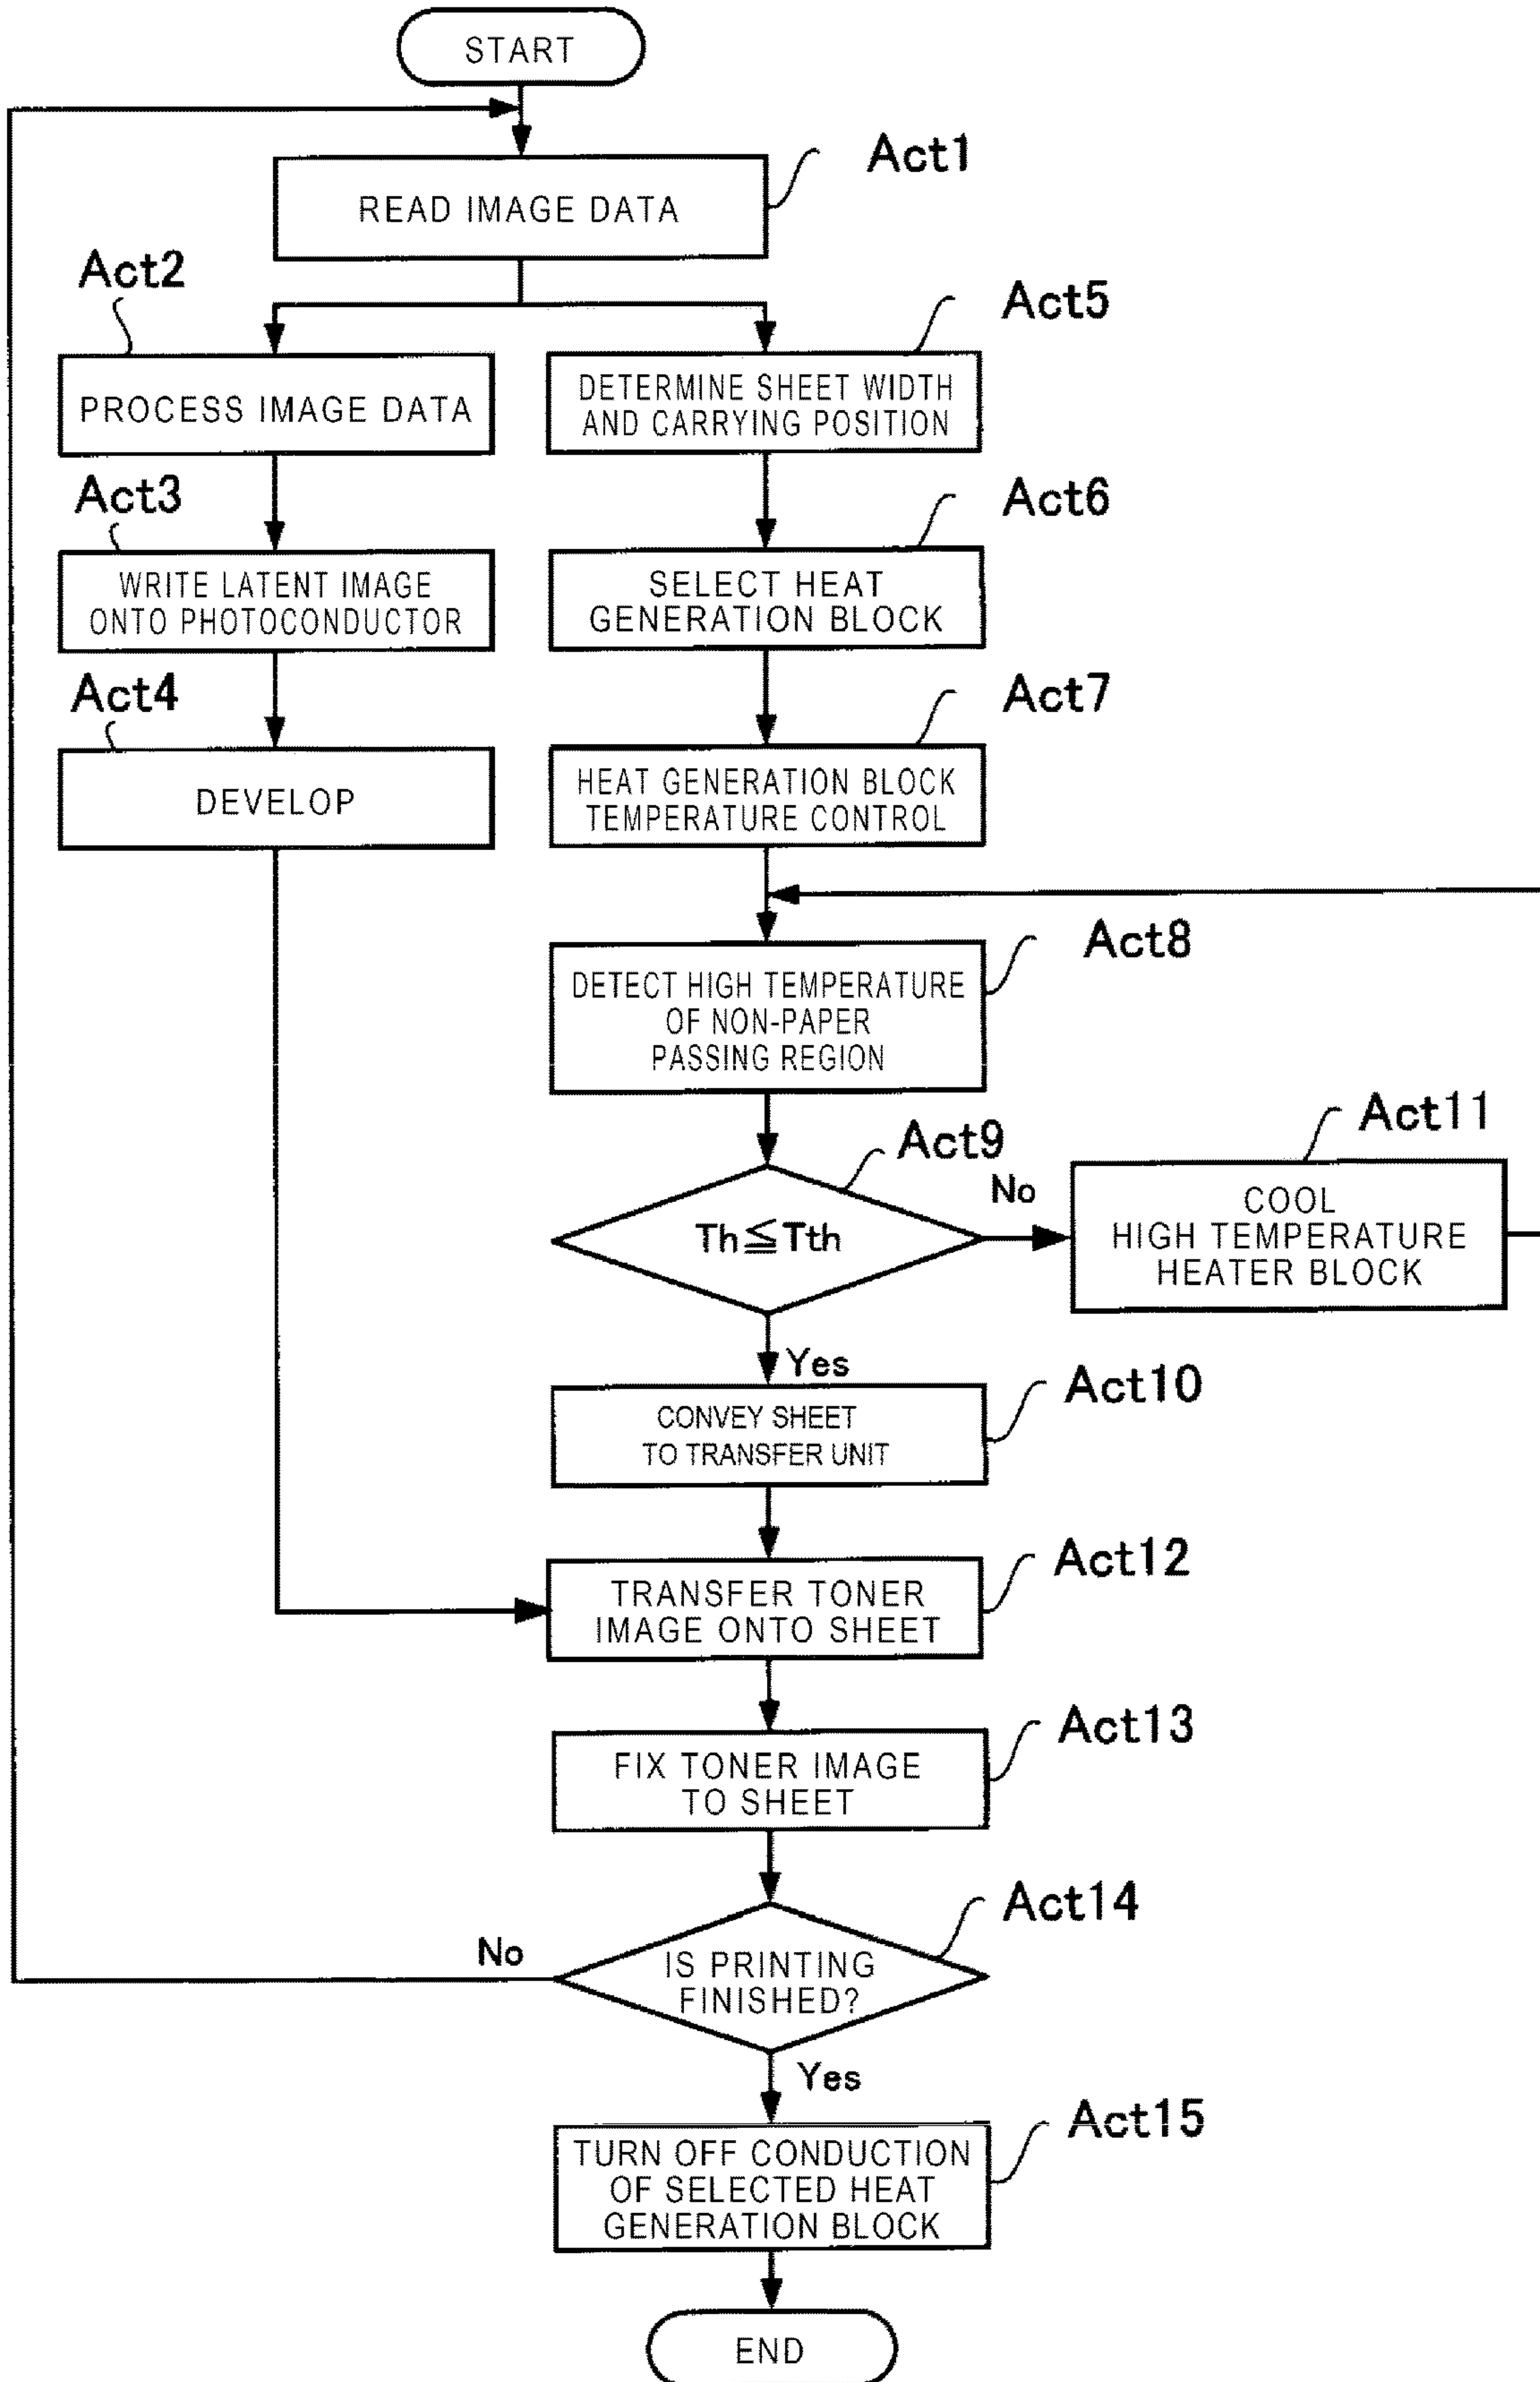 START
Act1
READ IMAGE DATA
Act2
PROCESS IMAGE DATA
Act3
WRITE LATENT IMAGE
ONTO PHOTOCONDUCTOR
Act4
DEVELOP
Act5
DETERMINE SHEET WIDTH
AND CARRYING POSITION
Act6
SELECT HEAT
GENERATION BLOCK
Act7
HEAT GENERATION BLOCK
TEMPERATURE CONTROL
Act8
DETECT HIGH TEMPERATURE
OF NON-PAPER
PASSING REGION
Act9
Th≦Tth
No
Act11
COOL
HIGH TEMPERATURE
HEATER BLOCK
Yes
Act10
CONVEY SHEET
TO TRANSFER UNIT
Act12
TRANSFER TONER
IMAGE ONTO SHEET
Act13
FIX TONER IMAGE
TO SHEET
Act14
IS PRINTING
FINISHED?
No
Yes
Act15
TURN OFF CONDUCTION
OF SELECTED HEAT
GENERATION BLOCK
END